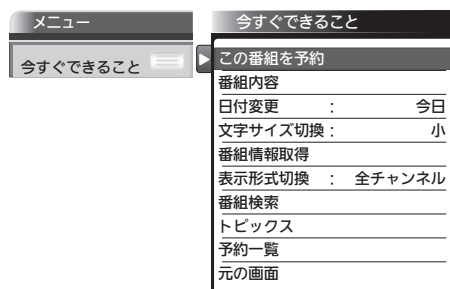 メニュー
今すぐできること
今すぐできること
この番組を予約
番組内容
日付変更 : 今日
文字サイズ切換 : 小
番組情報取得
表示形式切換 : 全チャンネル
番組検索
トピックス
予約一覧
元の画面